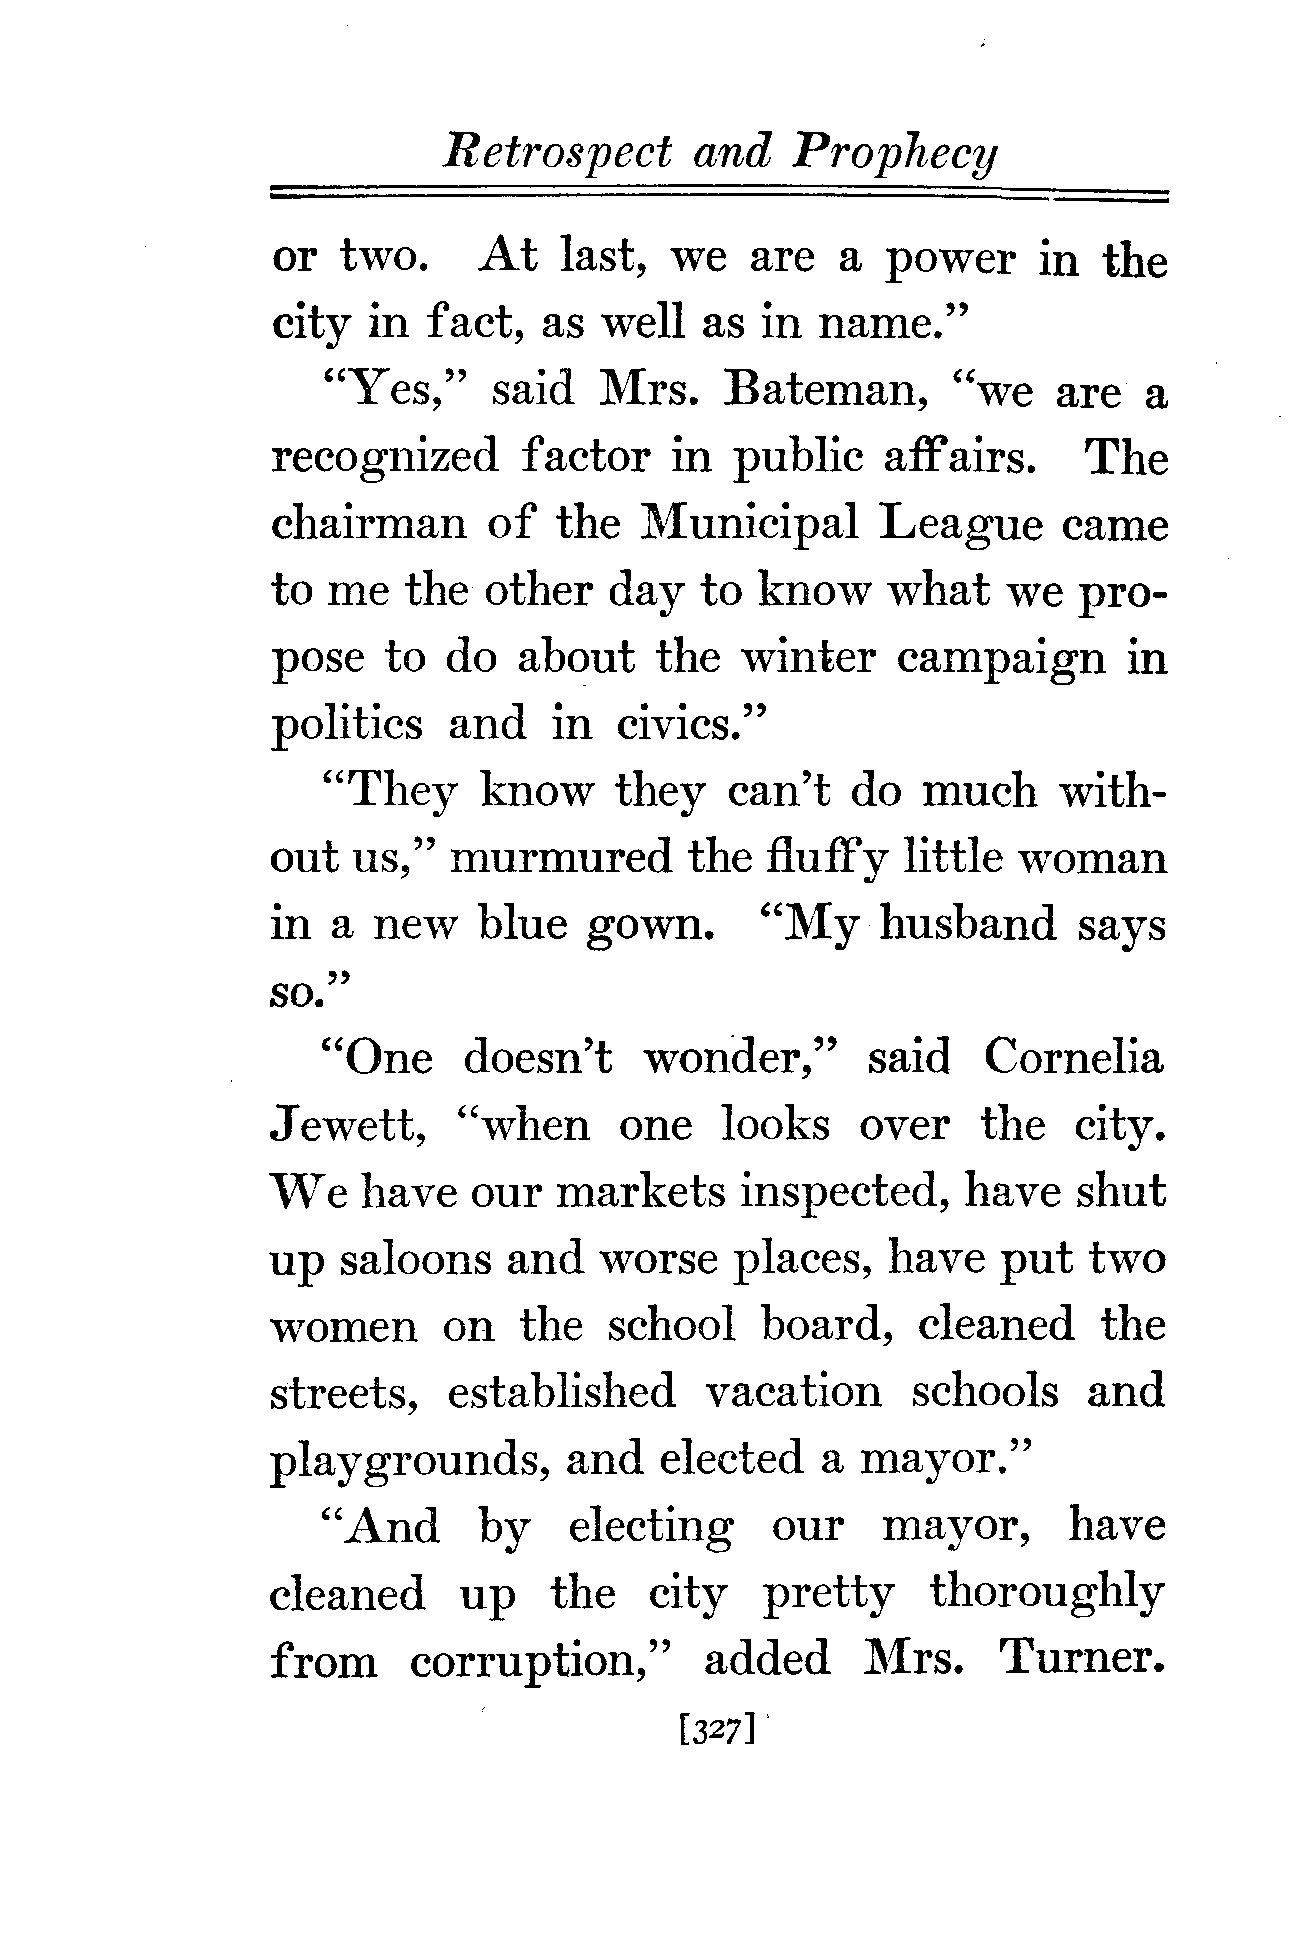 Retrospect and Prophecy
or two. At last, we are a power in the
city in fact, as well as in name.”
“Yes,” said Mrs. Bateman, “we are a
recognized factor in public affairs. The
chairman of the Municipal League came
to me the other day to know what we pro-
pose to do about the winter campaign in
politics and in civics.”
“They know they can’t do much with-
out us,” murmured the fluffy little woman
in a new blue gown. “My husband says
so.”
“One doesn’t wonder,” said Cornelia
Jewett, “when one looks over the city.
We have our markets inspected, have shut
up saloons and worse places, have put two
women on the school board, cleaned the
streets, established vacation schools and
playgrounds, and elected a mayor.”
“And by electing our mayor, have
cleaned up the city pretty thoroughly
from corruption,” added Mrs. Turner.
[327]